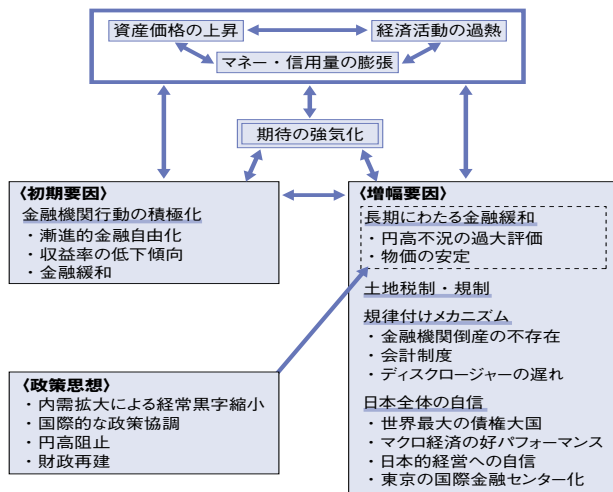 資産価格の上昇
経済活動の過熱
マネー・信用量の膨張
期待の強気化
〈初期要因〉
金融機関行動の積極化
・漸進的金融自由化
・収益率の低下傾向
・金融緩和
〈政策思想〉
・内需拡大による経常黒字縮小
・国際的な政策協調
・円高阻止
・財政再建
〈増幅要因〉
長期にわたる金融緩和
・円高不況の過大評価
・物価の安定
土地税制・規制
規律付けメカニズム
・金融機関倒産の不存在
・会計制度
・ディスクロージャーの遅れ
日本全体の自信
・世界最大の債権大国
・マクロ経済の好パフォーマンス
・日本的経営への自信
・東京の国際金融センター化